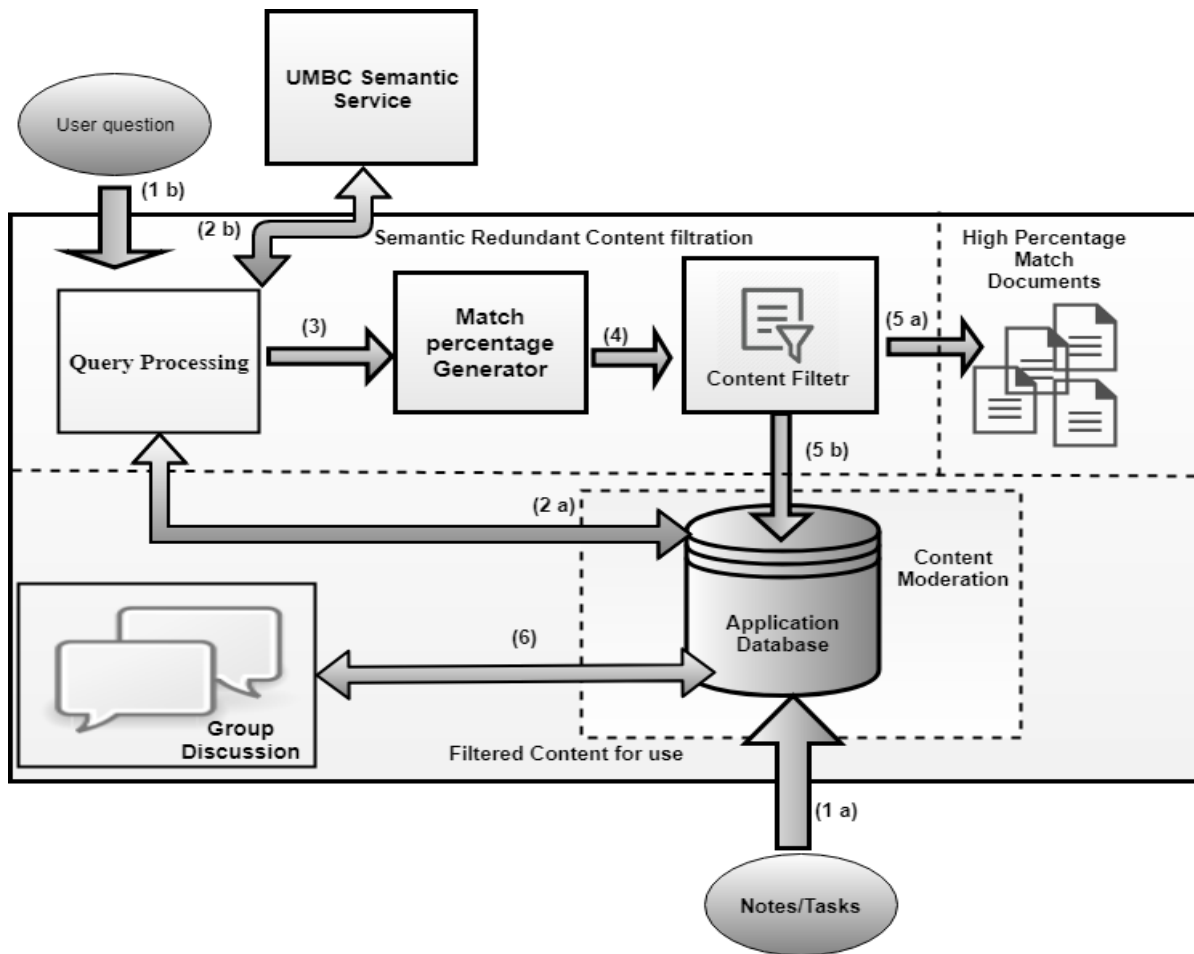 UMBC Semantic
Service
User question
(1 b)
(2 b)
Semantic Redundant Content filtration
High Percentage
Match
Documents
Query Processing
(3)
Match
percentage
Generator
(4)
Content Filtetr
(5 a)
(5 b)
(2 a)
Content
Moderation
Application
Database
(6)
Group
Discussion
Filtered Content for use
(1 a)
Notes/Tasks